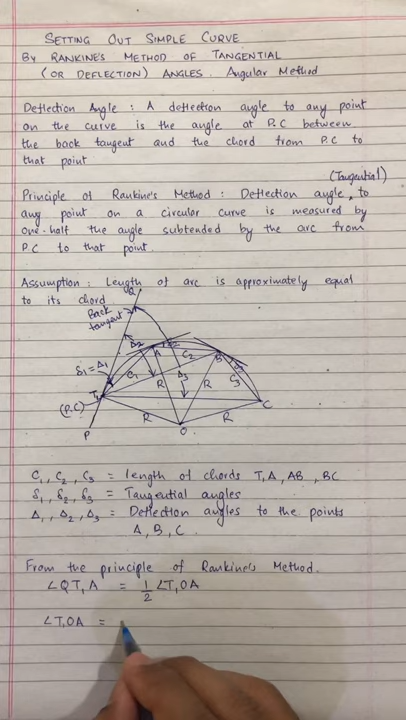 SETTING OUT SIMPLE CURVE
By RANKINE'S METHOD OF TANGENTIAL
(OR DEFLECTION) ANGLES. Angular Method
Deflection Angle : A deflection angle to any point
on the curve is the angle at P.C between
the back tangent and the chord from P.C to
that point
(Tangential)
Principle of Rankine's Method : Deflection angle, to
any point on a circular curve is measured by
one-half the angle subtended by the arc from
P.C to that point.
Assumption : Length of arc is approximately equal
to its chord
Q
Back
tangent
Δ2
A
δ2
B
δ1=Δ1
C2
δ3
C1
Δ3
C3
T1
R
R
C
(P.C)
R
R
O
P
C1, C2, C3 = length of chords T1A, AB, BC
δ1, δ2, δ3 = Tangential angles
Δ1, Δ2, Δ3 = Deflection angles to the points
A, B, C.
From the principle of Rankine's Method.
∠QT1A = 1/2 ∠T1OA
∠T1OA =